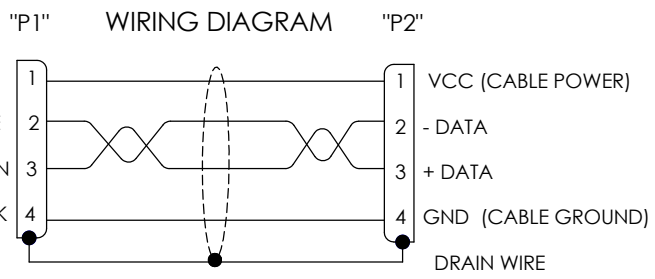 "P1" WIRING DIAGRAM "P2"
1 1 VCC (CABLE POWER)
2 2 - DATA
3 3 + DATA
4 4 GND (CABLE GROUND)
DRAIN WIRE